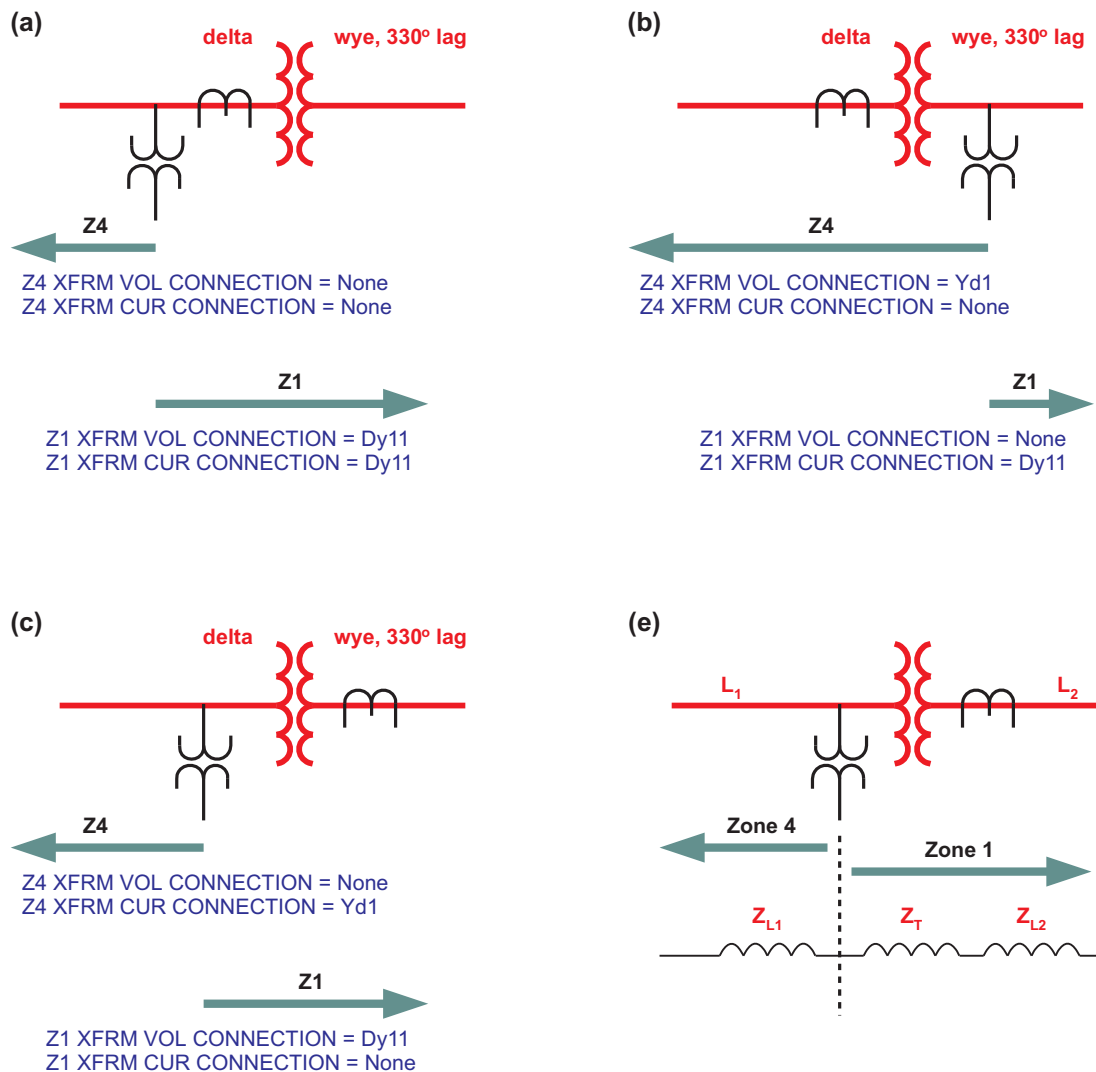 (a)
delta wye, 330° lag
Z4
Z4 XFRM VOL CONNECTION = None
Z4 XFRM CUR CONNECTION = None
Z1
Z1 XFRM VOL CONNECTION = Dy11
Z1 XFRM CUR CONNECTION = Dy11
(b)
delta wye, 330° lag
Z4
Z4 XFRM VOL CONNECTION = Yd1
Z4 XFRM CUR CONNECTION = None
Z1
Z1 XFRM VOL CONNECTION = None
Z1 XFRM CUR CONNECTION = Dy11
(c)
delta wye, 330° lag
Z4
Z4 XFRM VOL CONNECTION = None
Z4 XFRM CUR CONNECTION = Yd1
Z1
Z1 XFRM VOL CONNECTION = Dy11
Z1 XFRM CUR CONNECTION = None
(e)
L1 L2
Zone 4
Zone 1
ZL1 ZT ZL2